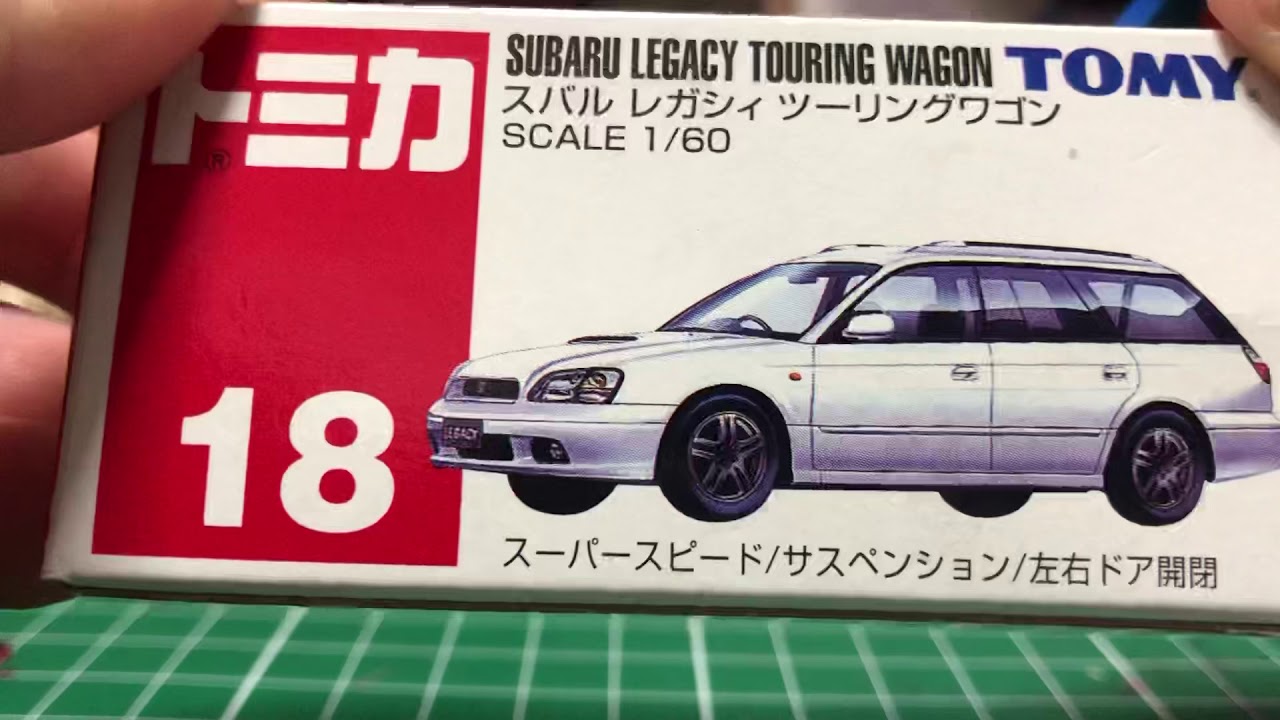 トミカ
®
18
SUBARU LEGACY TOURING WAGON TOMY
スバル レガシィ ツーリングワゴン
SCALE 1/60
LEGACY
スーパースピード/サスペンション/左右ドア開閉